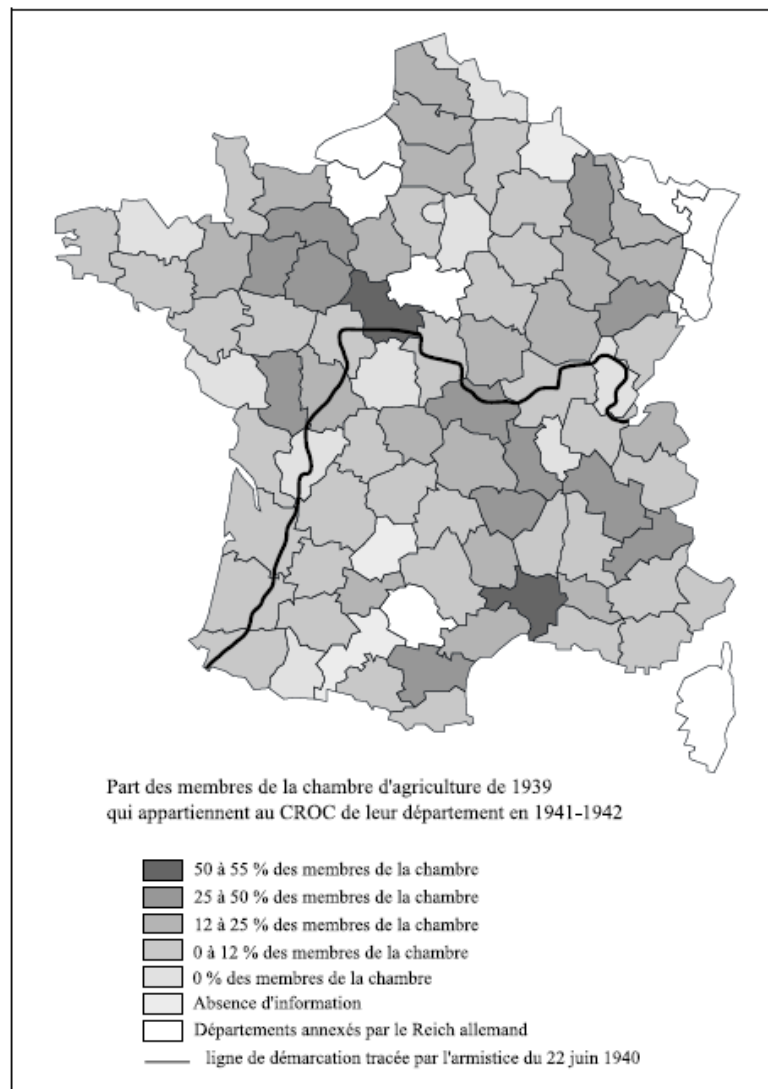 Part des membres de la chambre d'agriculture de 1939
qui appartiennent au CROC de leur département en 1941-1942
50 à 55 % des membres de la chambre
25 à 50 % des membres de la chambre
12 à 25 % des membres de la chambre
0 à 12 % des membres de la chambre
0 % des membres de la chambre
Absence d'information
Départements annexés par le Reich allemand
ligne de démarcation tracée par l'armistice du 22 juin 1940